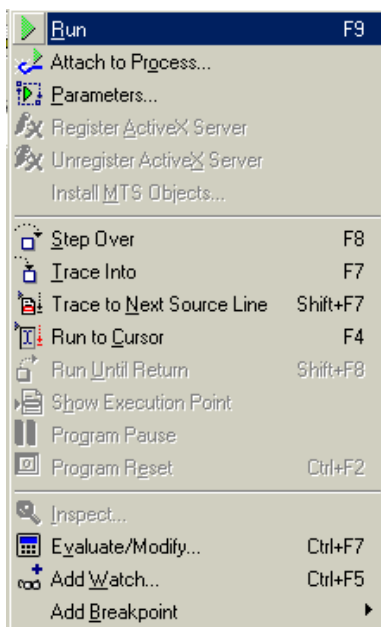 Run F9
Attach to Process...
Parameters...
Register ActiveX Server
Unregister ActiveX Server
Install MTS Objects...
Step Over F8
Trace Into F7
Trace to Next Source Line Shift+F7
Run to Cursor F4
Run Until Return Shift+F8
Show Execution Point
Program Pause
Program Reset Ctrl+F2
Inspect...
Evaluate/Modify... Ctrl+F7
Add Watch... Ctrl+F5
Add Breakpoint